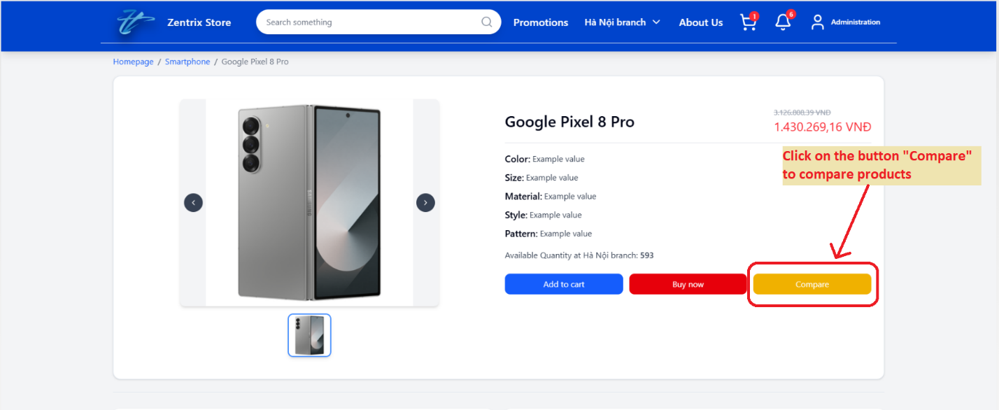 Zentrix Store
Search something
Promotions
Hà Nội branch
About Us
1
6
Administration
Homepage / Smartphone / Google Pixel 8 Pro
Google Pixel 8 Pro
3.126.808,39 VNĐ
1.430.269,16 VNĐ
Color: Example value
Size: Example value
Material: Example value
Style: Example value
Pattern: Example value
Available Quantity at Hà Nội branch: 593
Add to cart
Buy now
Compare
Click on the button "Compare"
to compare products
SAMSUNG